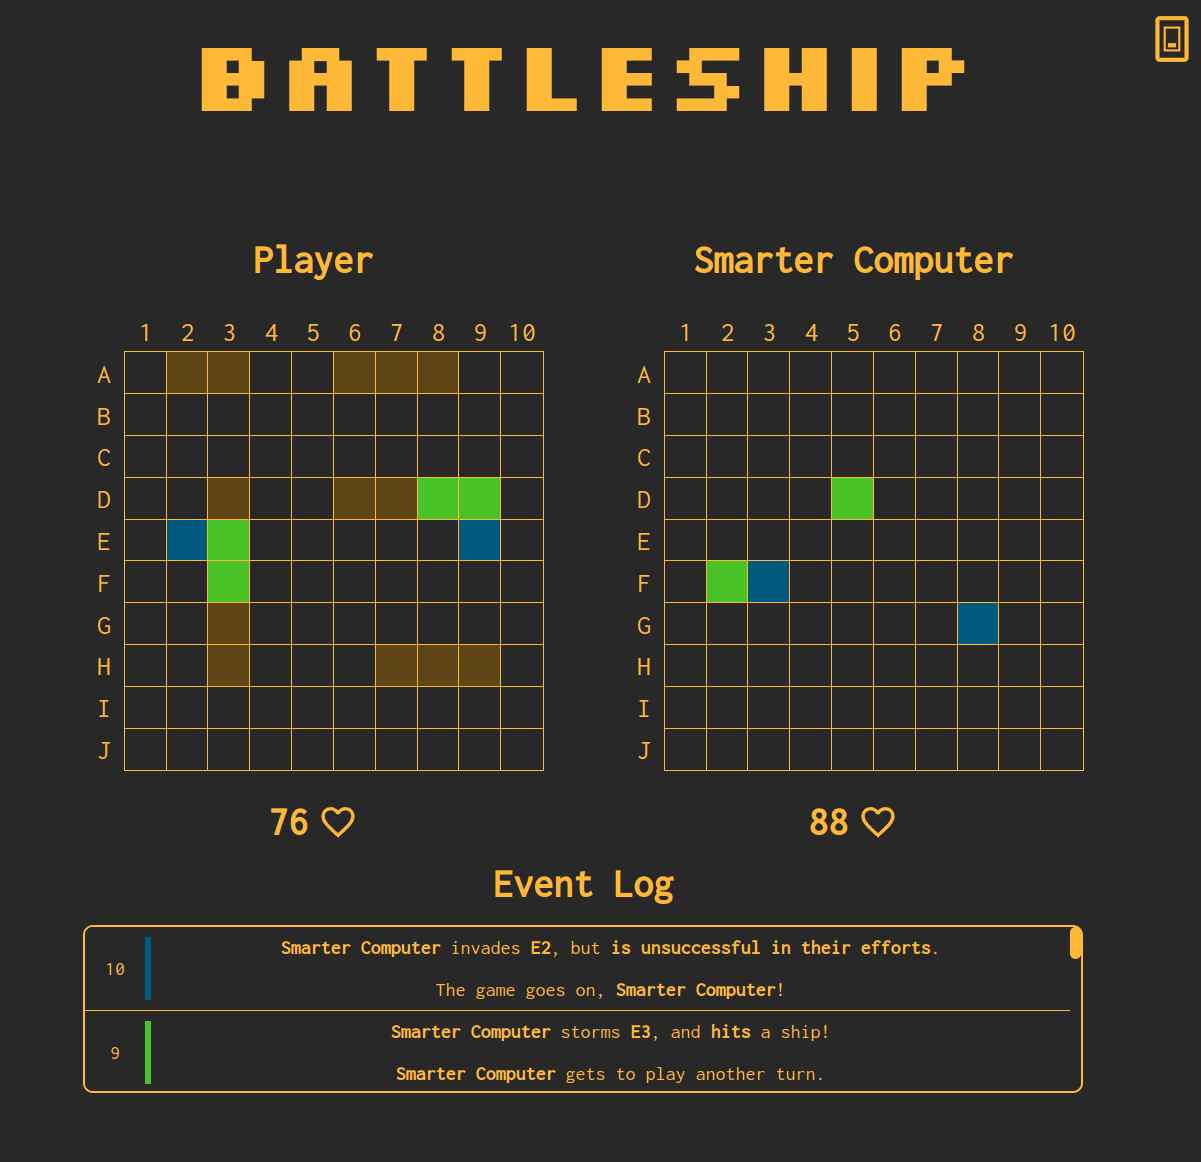 BATTLESHIP
Player
1 2 3 4 5 6 7 8 9 10
A
B
C
D
E
F
G
H
I
J
76
Smarter Computer
1 2 3 4 5 6 7 8 9 10
A
B
C
D
E
F
G
H
I
J
88
Event Log
10
Smarter Computer invades E2, but is unsuccessful in their efforts.
The game goes on, Smarter Computer!
9
Smarter Computer storms E3, and hits a ship!
Smarter Computer gets to play another turn.